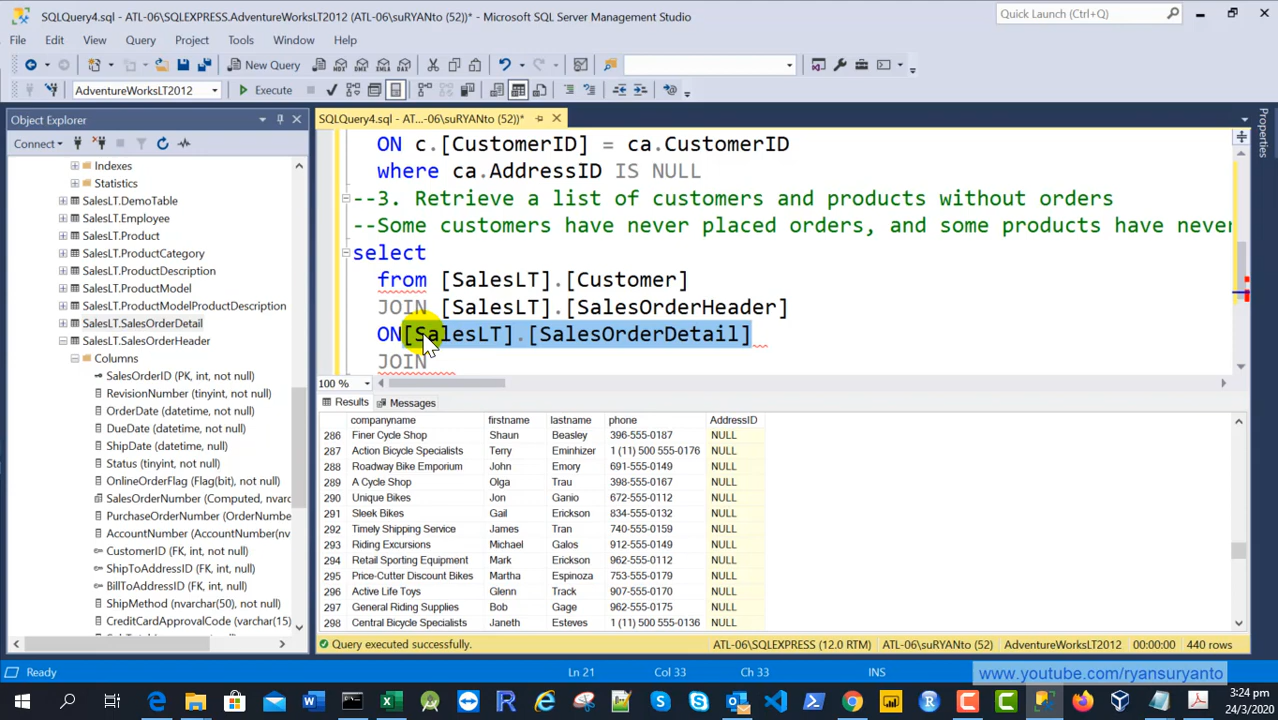 SQLQuery4.sql - ATL-06\SQLEXPRESS.AdventureWorksLT2012 (ATL-06\suRYANto (52))* - Microsoft SQL Server Management Studio
Quick Launch (Ctrl+Q)
File Edit View Query Project Tools Window Help
New Query
AdventureWorksLT2012 Execute
Object Explorer
SQLQuery4.sql - ATL...-06\suRYANto (52))*
Properties
Connect
Indexes
Statistics
SalesLT.DemoTable
SalesLT.Employee
SalesLT.Product
SalesLT.ProductCategory
SalesLT.ProductDescription
SalesLT.ProductModel
SalesLT.ProductModelProductDescription
SalesLT.SalesOrderDetail
SalesLT.SalesOrderHeader
Columns
SalesOrderID (PK, int, not null)
RevisionNumber (tinyint, not null)
OrderDate (datetime, not null)
DueDate (datetime, not null)
ShipDate (datetime, null)
Status (tinyint, not null)
OnlineOrderFlag (Flag(bit), not null)
SalesOrderNumber (Computed, nvarc
PurchaseOrderNumber (OrderNumbe
AccountNumber (AccountNumber(nv
CustomerID (FK, int, not null)
ShipToAddressID (FK, int, null)
BillToAddressID (FK, int, null)
ShipMethod (nvarchar(50), not null)
CreditCardApprovalCode (varchar(15)
ON c.[CustomerID] = ca.CustomerID
where ca.AddressID IS NULL
--3. Retrieve a list of customers and products without orders
--Some customers have never placed orders, and some products have never
select
from [SalesLT].[Customer]
JOIN [SalesLT].[SalesOrderHeader]
ON[SalesLT].[SalesOrderDetail]
JOIN
100 %
Results Messages
companyname firstname lastname phone AddressID
286 Finer Cycle Shop Shaun Beasley 396-555-0187 NULL
287 Action Bicycle Specialists Terry Eminhizer 1 (11) 500 555-0176 NULL
288 Roadway Bike Emporium John Emory 691-555-0149 NULL
289 A Cycle Shop Olga Trau 398-555-0167 NULL
290 Unique Bikes Jon Ganio 672-555-0112 NULL
291 Sleek Bikes Gail Erickson 834-555-0132 NULL
292 Timely Shipping Service James Tran 740-555-0159 NULL
293 Riding Excursions Michael Galos 912-555-0149 NULL
294 Retail Sporting Equipment Mark Erickson 962-555-0112 NULL
295 Price-Cutter Discount Bikes Martha Espinoza 753-555-0179 NULL
296 Active Life Toys Glenn Track 907-555-0170 NULL
297 General Riding Supplies Bob Gage 962-555-0175 NULL
298 Central Bicycle Specialists Janeth Esteves 1 (11) 500 555-0136 NULL
Query executed successfully. ATL-06\SQLEXPRESS (12.0 RTM) ATL-06\suRYANto (52) AdventureWorksLT2012 00:00:00 440 rows
Ready Ln 21 Col 33 Ch 33 INS
www.youtube.com/ryansuryanto
3:24 pm
24/3/2020